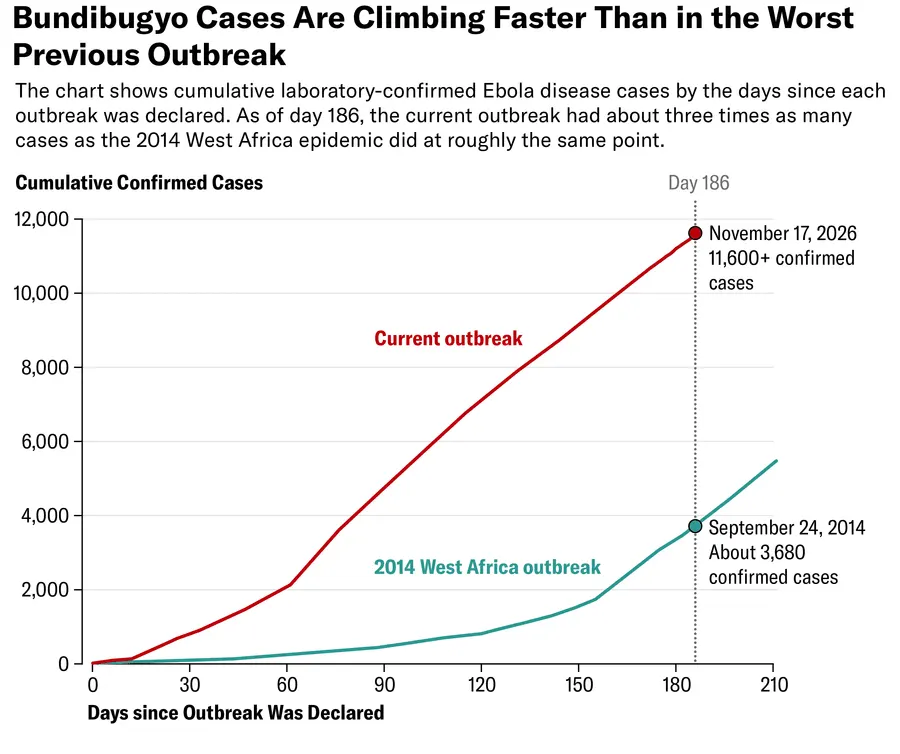 Bundibugyo Cases Are Climbing Faster Than in the Worst
Previous Outbreak
The chart shows cumulative laboratory-confirmed Ebola disease cases by the days since each
outbreak was declared. As of day 186, the current outbreak had about three times as many
cases as the 2014 West Africa epidemic did at roughly the same point.
Cumulative Confirmed Cases
Day 186
12,000
November 17, 2026
11,600+ confirmed
cases
10,000
Current outbreak
8,000
6,000
4,000
September 24, 2014
About 3,680
confirmed cases
2014 West Africa outbreak
2,000
0
0 30 60 90 120 150 180 210
Days since Outbreak Was Declared